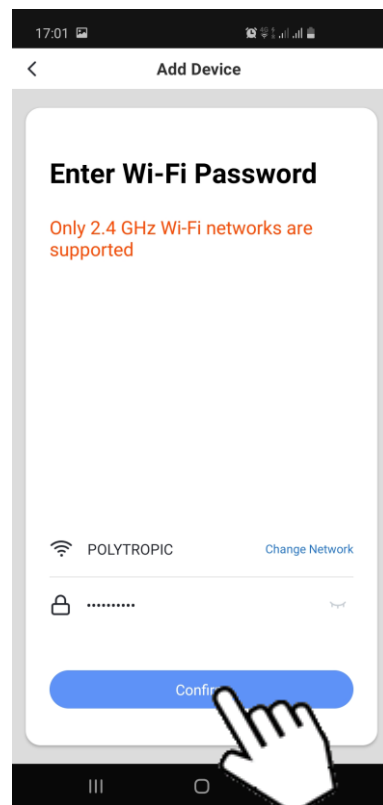 17:01
Add Device
Enter Wi-Fi Password
Only 2.4 GHz Wi-Fi networks are
supported
POLYTROPIC Change Network
••••••••••